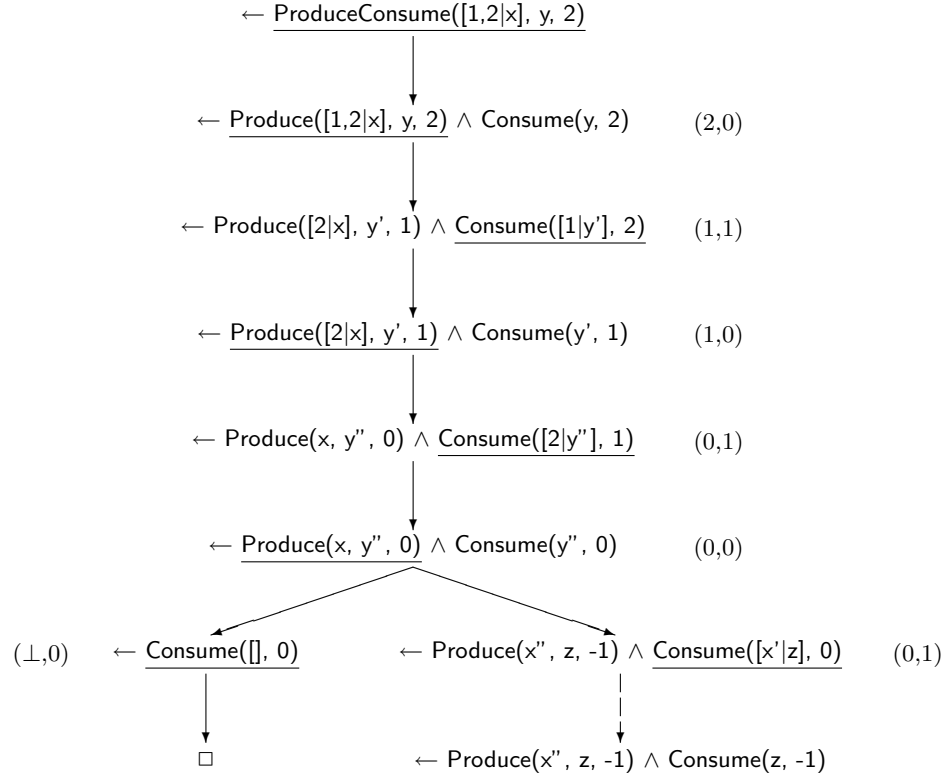 ← ProduceConsume([1,2|x], y, 2)
← Produce([1,2|x], y, 2) ∧ Consume(y, 2) (2,0)
← Produce([2|x], y', 1) ∧ Consume([1|y'], 2) (1,1)
← Produce([2|x], y', 1) ∧ Consume(y', 1) (1,0)
← Produce(x, y'', 0) ∧ Consume([2|y''], 1) (0,1)
← Produce(x, y'', 0) ∧ Consume(y'', 0) (0,0)
(⊥,0) ← Consume([], 0) ← Produce(x'', z, -1) ∧ Consume([x'|z], 0) (0,1)
□ ← Produce(x'', z, -1) ∧ Consume(z, -1)